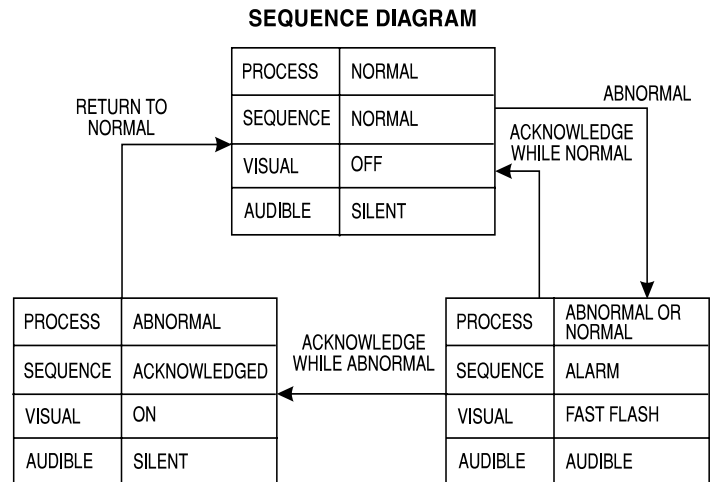 SEQUENCE DIAGRAM
PROCESS NORMAL
SEQUENCE NORMAL
VISUAL OFF
AUDIBLE SILENT
RETURN TO
NORMAL
ABNORMAL
ACKNOWLEDGE
WHILE NORMAL
PROCESS ABNORMAL
SEQUENCE ACKNOWLEDGED
VISUAL ON
AUDIBLE SILENT
ACKNOWLEDGE
WHILE ABNORMAL
PROCESS ABNORMAL OR
NORMAL
SEQUENCE ALARM
VISUAL FAST FLASH
AUDIBLE AUDIBLE